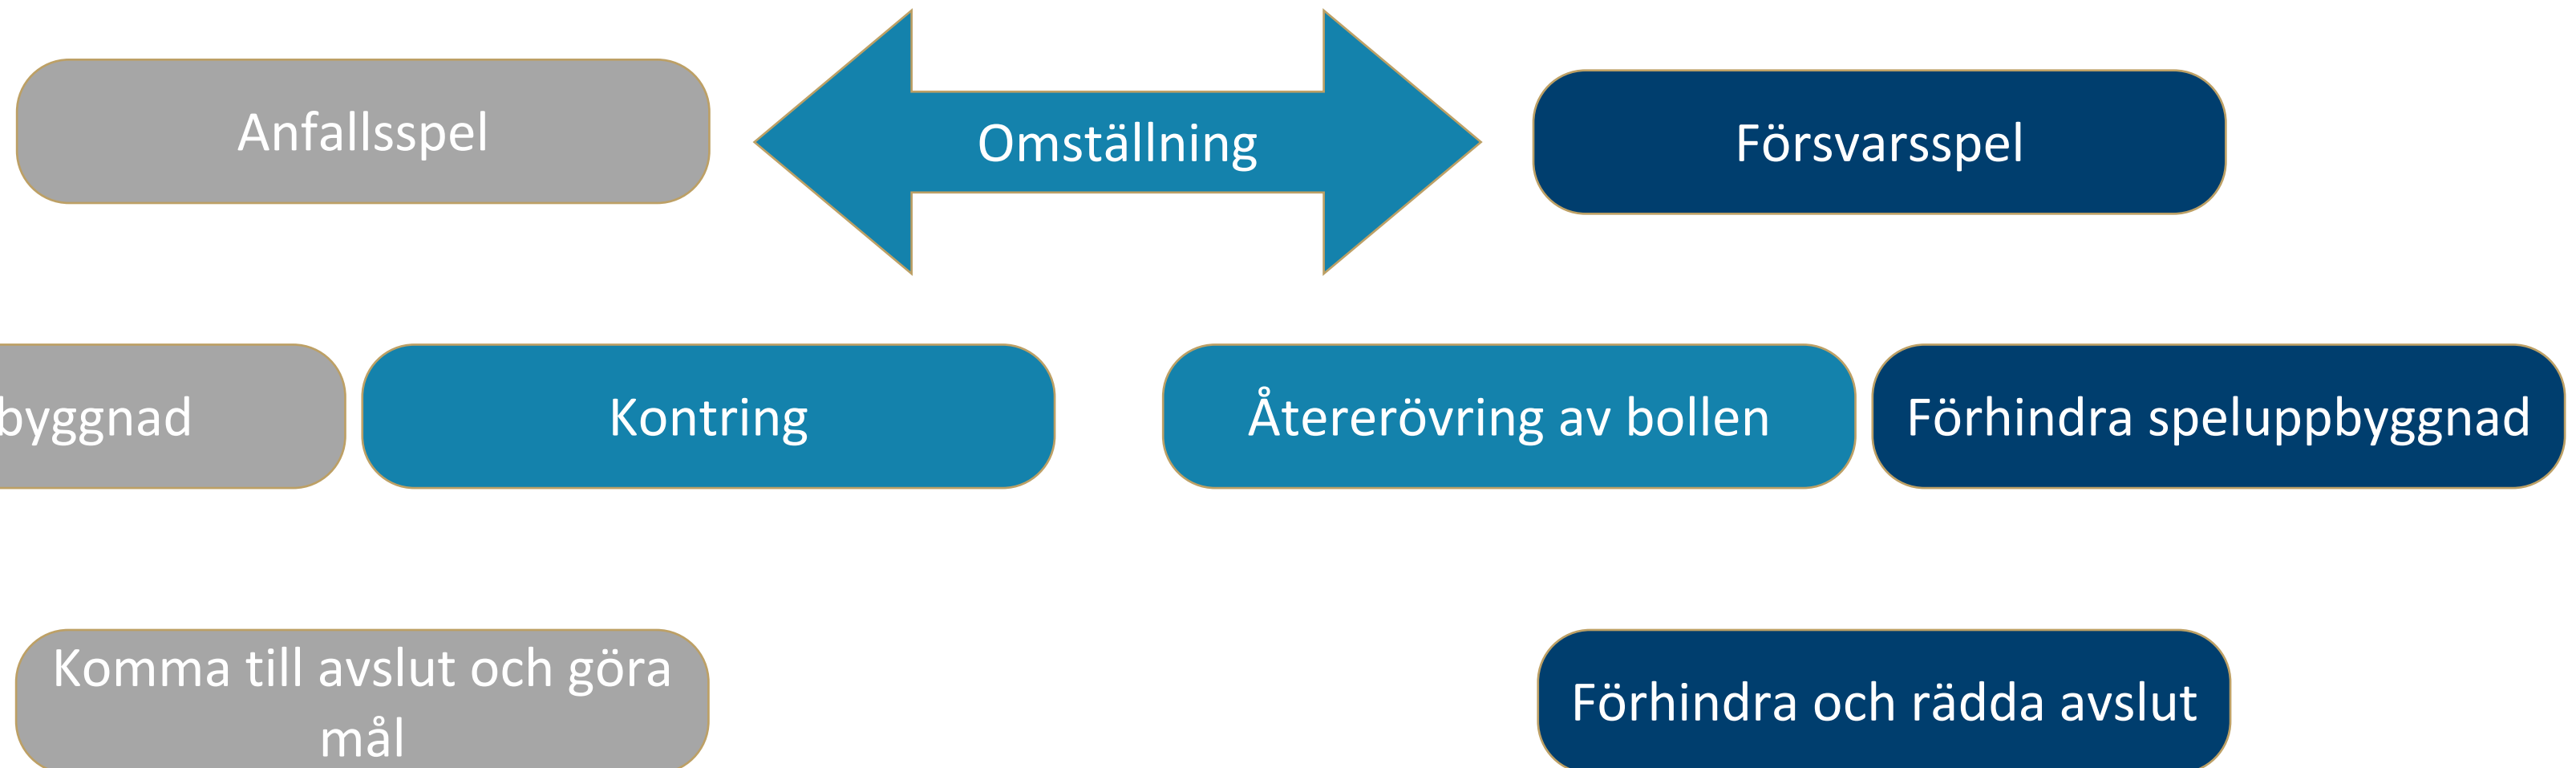 Anfallsspel
Omställning
Försvarsspel
byggnad
Kontring
Återerövring av bollen
Förhindra speluppbyggnad
Komma till avslut och göra
mål
Förhindra och rädda avslut